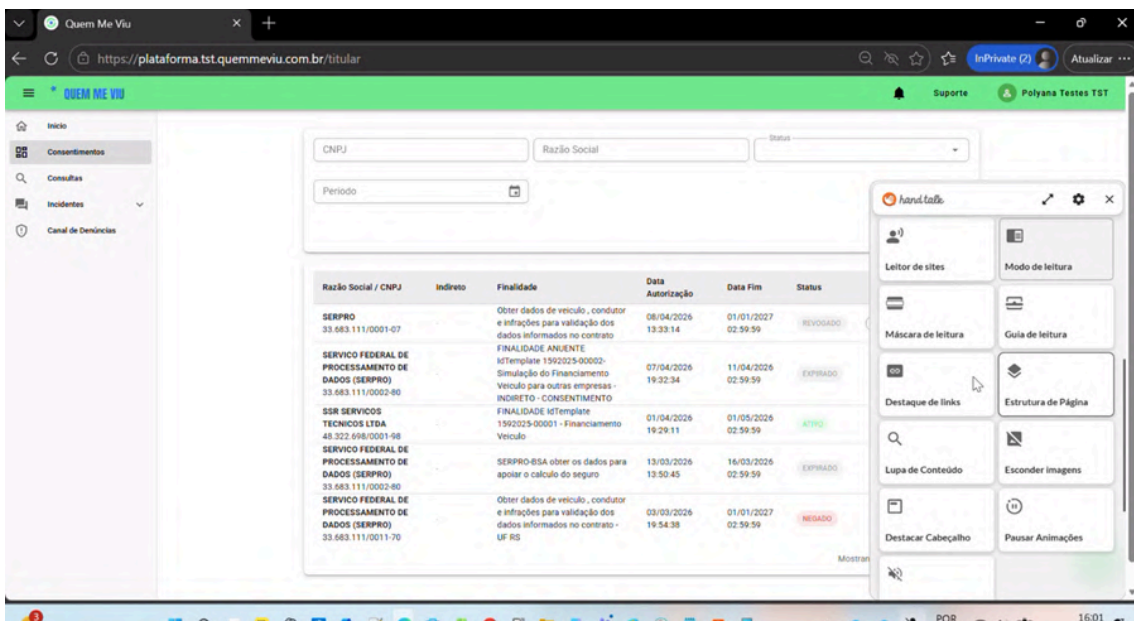 Quem Me Viu
https://plataforma.tst.quemmeviu.com.br/titular
InPrivate (2)
Atualizar
QUEM ME VIU
Suporte
Polyana Testes TST
Inicio
Consentimentos
Consultas
Incidentes
Canal de Denúncias
CNPJ
Razão Social
Status
Periodo
Razão Social / CNPJ
Indireto
Finalidade
Data
Autorização
Data Fim
Status
SERPRO
33.683.111/0001-07
Obter dados de veiculo , condutor
e infrações para validação dos
dados informados no contrato
08/04/2026
13:33:14
01/01/2027
02:59:59
REVOGADO
SERVICO FEDERAL DE
PROCESSAMENTO DE
DADOS (SERPRO)
33.683.111/0002-80
FINALIDADE ANUENTE
IdTemplate 1592025-00002-
Simulação do Financiamento
Veiculo para outras empresas -
INDIRETO - CONSENTIMENTO
07/04/2026
19:32:34
11/04/2026
02:59:59
EXPIRADO
SSR SERVICOS
TECNICOS LTDA
48.322.698/0001-98
FINALIDADE IdTemplate
1592025-00001 - Financiamento
Veiculo
01/04/2026
19:29:11
01/05/2026
02:59:59
ATIVO
SERVICO FEDERAL DE
PROCESSAMENTO DE
DADOS (SERPRO)
33.683.111/0002-80
SERPRO-BSA obter os dados para
apoiar o calculo do seguro
13/03/2026
13:50:45
16/03/2026
02:59:59
EXPIRADO
SERVICO FEDERAL DE
PROCESSAMENTO DE
DADOS (SERPRO)
33.683.111/0011-70
Obter dados de veiculo , condutor
e infrações para validação dos
dados informados no contrato -
UF RS
03/03/2026
19:54:38
01/01/2027
02:59:59
NEGADO
Mostran
hand talk
Leitor de sites
Modo de leitura
Máscara de leitura
Guia de leitura
Destaque de links
Estrutura de Página
Lupa de Conteúdo
Esconder imagens
Destacar Cabeçalho
Pausar Animações
3
POR
16:01